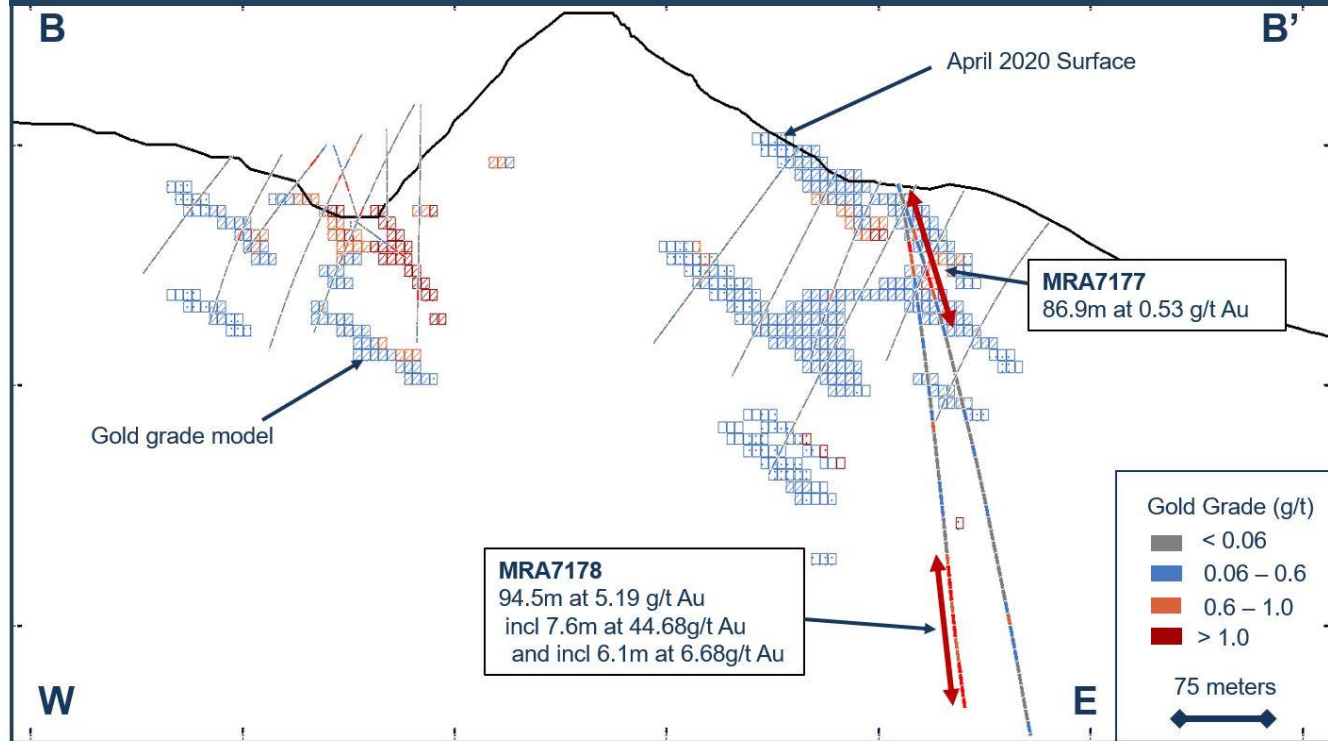 B
B’
April 2020 Surface
MRA7177
86.9m at 0.53 g/t Au
Gold grade model
MRA7178
94.5m at 5.19 g/t Au
incl 7.6m at 44.68g/t Au
and incl 6.1m at 6.68g/t Au
Gold Grade (g/t)
< 0.06
0.06 – 0.6
0.6 – 1.0
> 1.0
75 meters
W
E